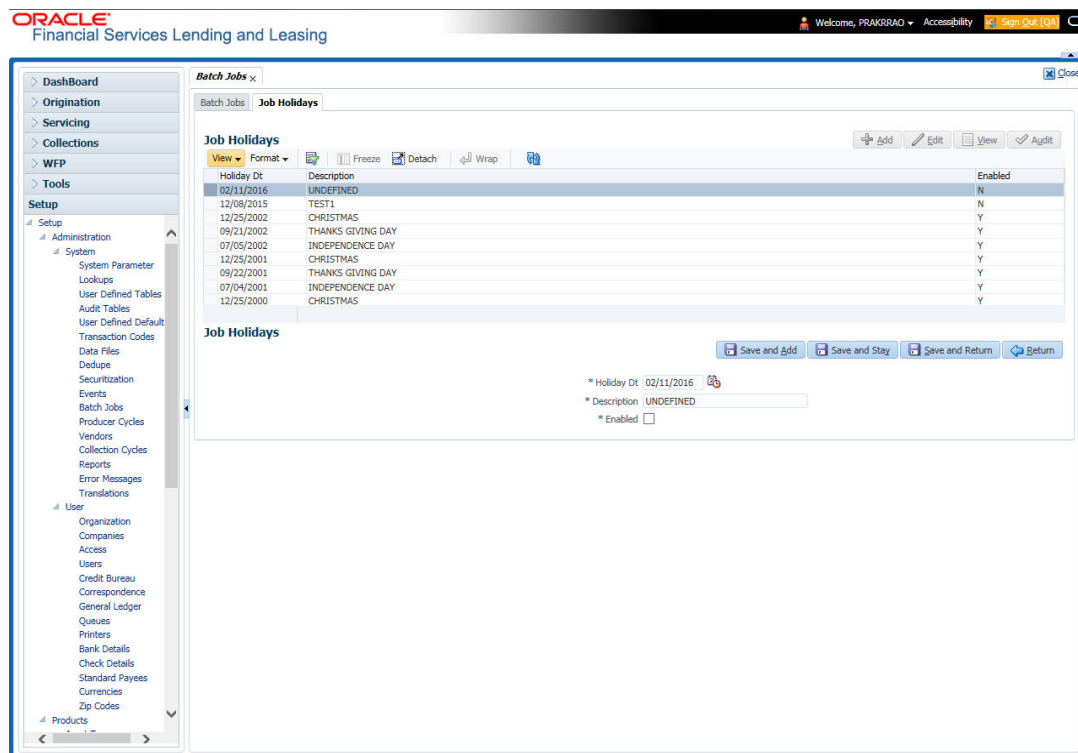 ORACLE
Financial Services Lending and Leasing
Welcome, PRAKRRAO Accessibility Sign Out [QA]
DashBoard
Origination
Servicing
Collections
WFP
Tools
Setup
Setup
Administration
System
System Parameter
Lookups
User Defined Tables
Audit Tables
User Defined Default
Transaction Codes
Data Files
Dedupe
Securitization
Events
Batch Jobs
Producer Cycles
Vendors
Collection Cycles
Reports
Error Messages
Translations
User
Organization
Companies
Access
Users
Credit Bureau
Correspondence
General Ledger
Queues
Printers
Bank Details
Check Details
Standard Payees
Currencies
Zip Codes
Products
Batch Jobs
Close
Batch Jobs Job Holidays
Job Holidays
Add Edit View Audit
View Format Freeze Detach Wrap
Holiday Dt Description Enabled
02/11/2016 UNDEFINED N
12/08/2015 TEST1 N
12/25/2002 CHRISTMAS Y
09/21/2002 THANKS GIVING DAY Y
07/05/2002 INDEPENDENCE DAY Y
12/25/2001 CHRISTMAS Y
09/22/2001 THANKS GIVING DAY Y
07/04/2001 INDEPENDENCE DAY Y
12/25/2000 CHRISTMAS Y
Job Holidays
Save and Add Save and Stay Save and Return Return
* Holiday Dt 02/11/2016
* Description UNDEFINED
* Enabled